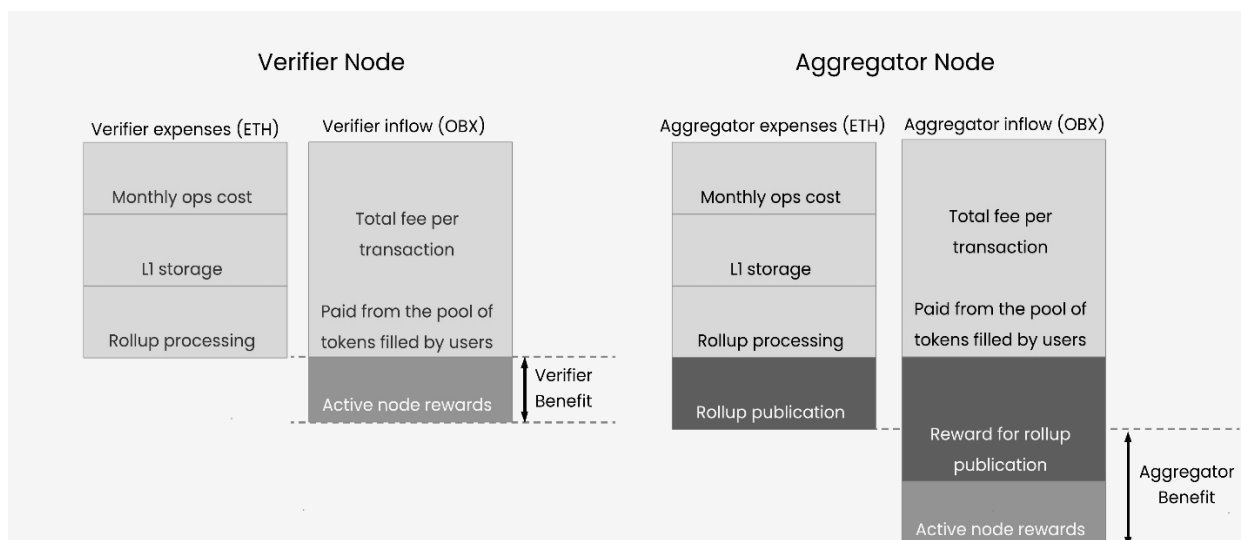 Verifier Node
Verifier expenses (ETH)
Monthly ops cost
L1 storage
Rollup processing
Verifier inflow (OBX)
Total fee per
transaction
Paid from the pool of
tokens filled by users
Active node rewards
Verifier
Benefit
Aggregator Node
Aggregator expenses (ETH)
Monthly ops cost
L1 storage
Rollup processing
Rollup publication
Aggregator inflow (OBX)
Total fee per
transaction
Paid from the pool of
tokens filled by users
Reward for rollup
publication
Active node rewards
Aggregator
Benefit